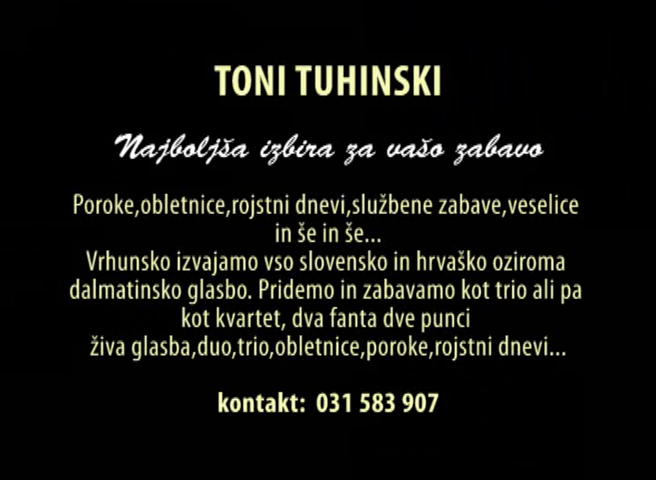 TONI TUHINSKI
Najboljša izbira za vašo zabavo
Poroke,obletnice,rojstni dnevi,službene zabave,veselice
in še in še...
Vrhunsko izvajamo vso slovensko in hrvaško oziroma
dalmatinsko glasbo. Pridemo in zabavamo kot trio ali pa
kot kvartet, dva fanta dve punci
živa glasba,duo,trio,obletnice,poroke,rojstni dnevi...
kontakt: 031 583 907